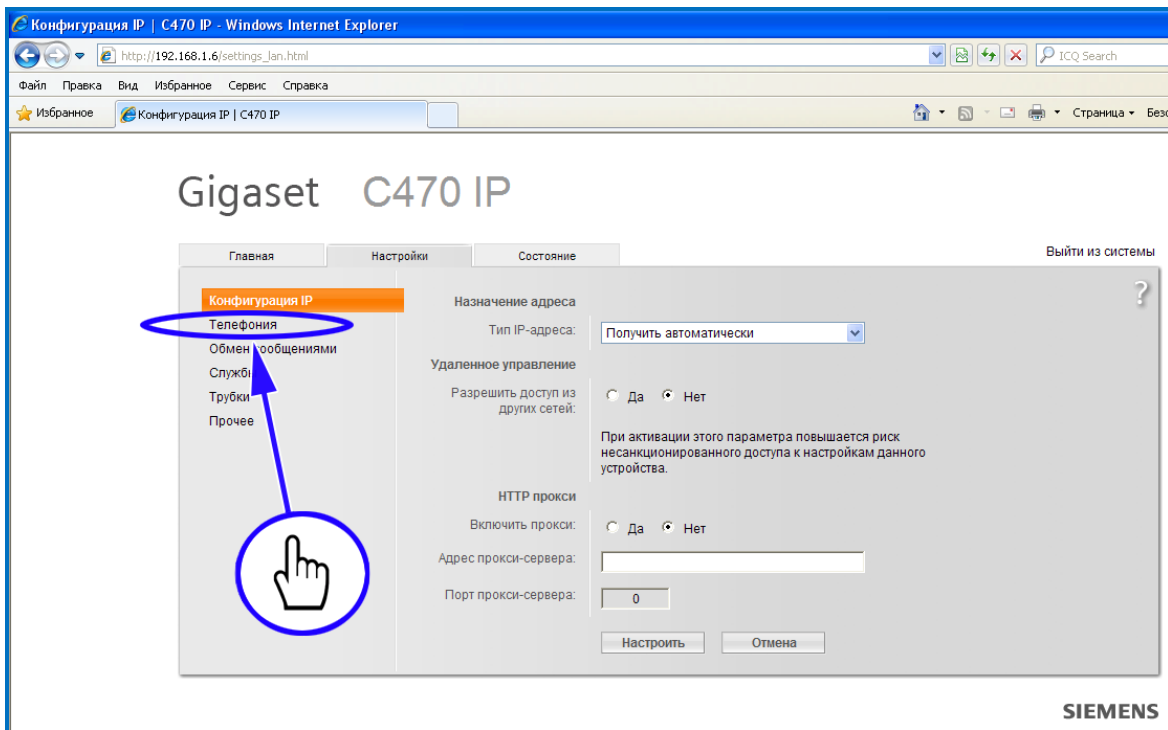 Конфигурация IP | C470 IP - Windows Internet Explorer
http://192.168.1.6/settings_lan.html
ICQ Search
Файл Правка Вид Избранное Сервис Справка
Избранное Конфигурация IP | C470 IP Страница
Gigaset C470 IP
Главная Настройки Состояние Выйти из системы
Конфигурация IP
Телефония
Обмен сообщениями
Службы
Трубки
Прочее
?
Назначение адреса
Тип IP-адреса: Получить автоматически
Удаленное управление
Разрешить доступ из
других сетей:
Да Нет
При активации этого параметра повышается риск
несанкционированного доступа к настройкам данного
устройства.
HTTP прокси
Включить прокси: Да Нет
Адрес прокси-сервера:
Порт прокси-сервера: 0
Настроить Отмена
SIEMENS